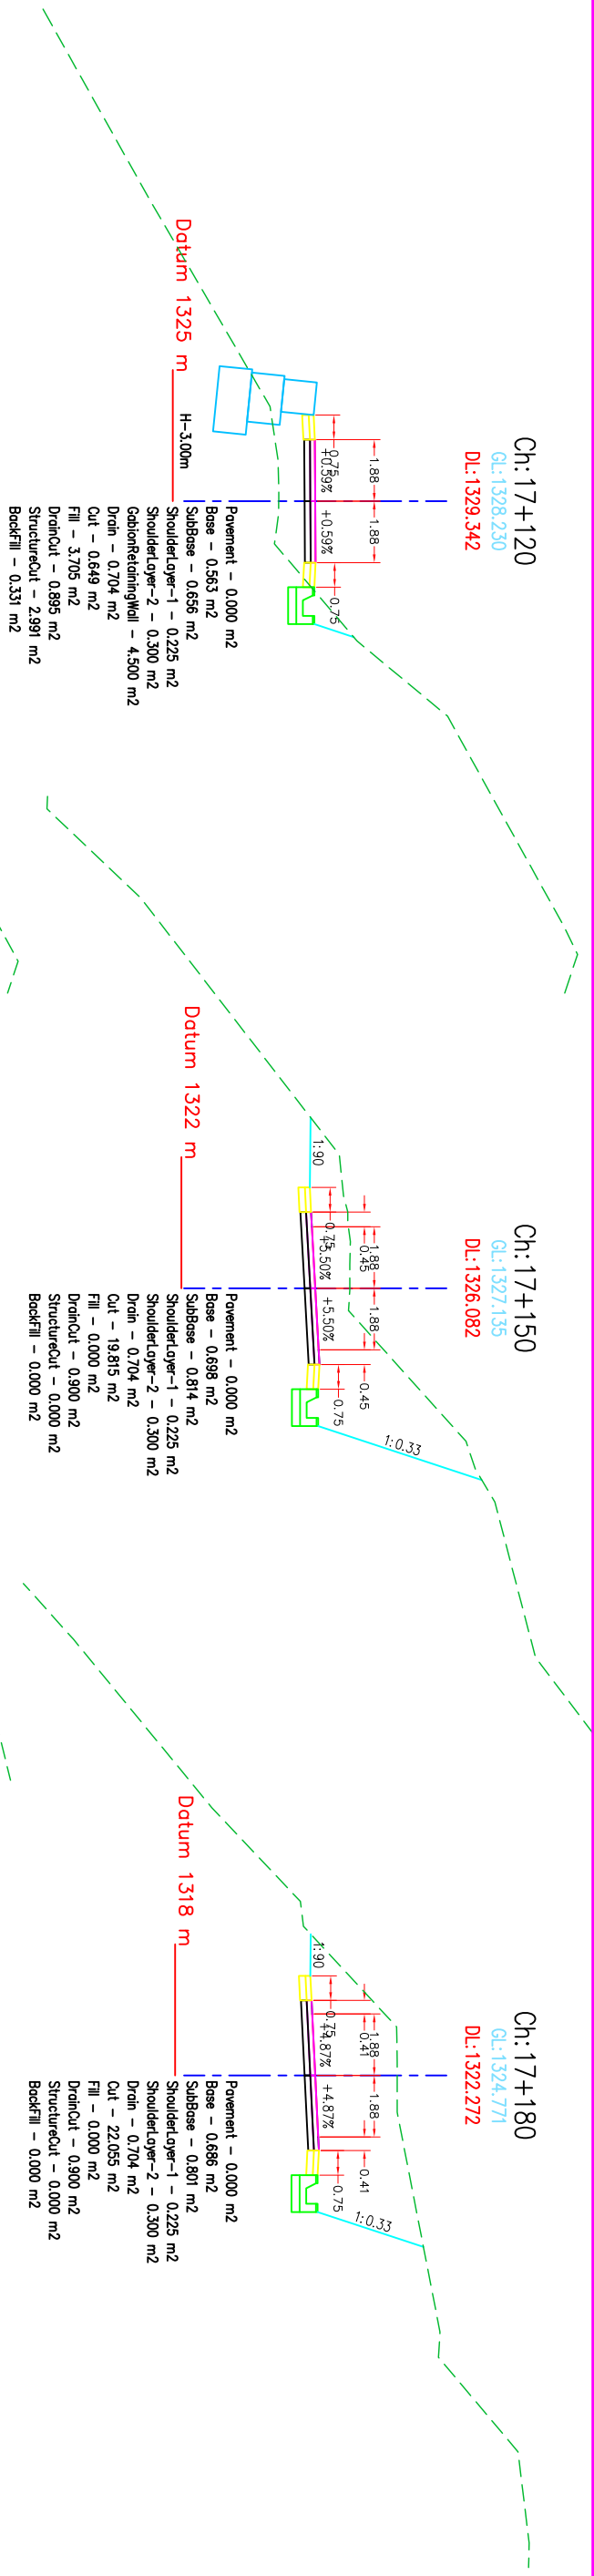 Ch:17+120
GL:1328.230
DL:1329.342
1.88
1.88
0.75
0.75
+0.59%
+0.59%
H-3.00m
Datum 1325 m
Pavement - 0.000 m2
Base - 0.563 m2
SubBase - 0.656 m2
ShoulderLayer-1 - 0.225 m2
ShoulderLayer-2 - 0.300 m2
GabionRetainingWall - 4.500 m2
Drain - 0.704 m2
Cut - 0.649 m2
Fill - 3.705 m2
DrainCut - 0.895 m2
StructureCut - 2.991 m2
BackFill - 0.331 m2
Ch:17+150
GL:1327.135
DL:1326.082
1.88
1.88
0.45
0.45
0.75
0.75
+5.50%
+5.50%
1:90
1:0.33
Datum 1322 m
Pavement - 0.000 m2
Base - 0.698 m2
SubBase - 0.814 m2
ShoulderLayer-1 - 0.225 m2
ShoulderLayer-2 - 0.300 m2
Drain - 0.704 m2
Cut - 19.815 m2
Fill - 0.000 m2
DrainCut - 0.900 m2
StructureCut - 0.000 m2
BackFill - 0.000 m2
Ch:17+180
GL:1324.771
DL:1322.272
1.88
1.88
0.41
0.41
0.75
0.75
+4.87%
+4.87%
1:90
1:0.33
Datum 1318 m
Pavement - 0.000 m2
Base - 0.686 m2
SubBase - 0.801 m2
ShoulderLayer-1 - 0.225 m2
ShoulderLayer-2 - 0.300 m2
Drain - 0.704 m2
Cut - 22.055 m2
Fill - 0.000 m2
DrainCut - 0.900 m2
StructureCut - 0.000 m2
BackFill - 0.000 m2